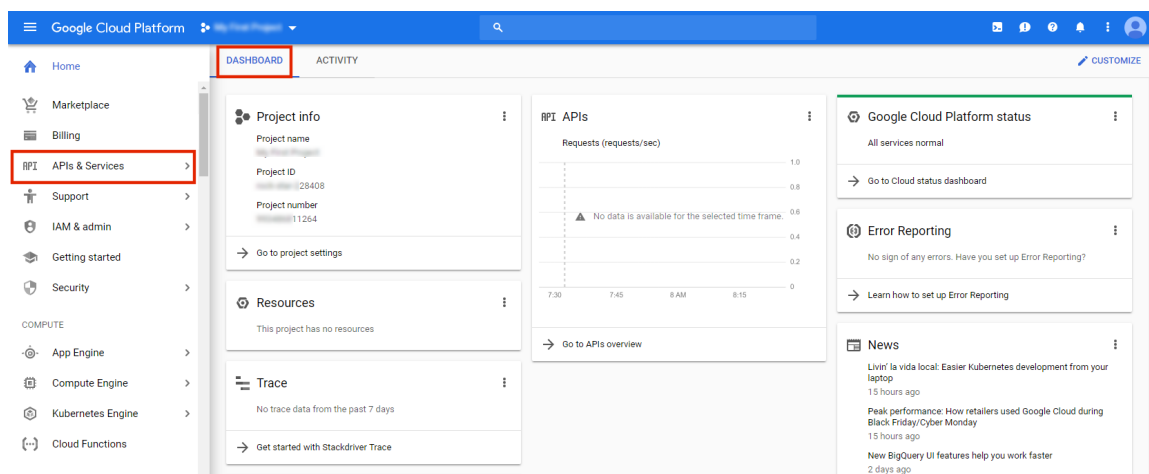 Google Cloud Platform
Home
Marketplace
Billing
API APIs & Services
Support
IAM & admin
Getting started
Security
COMPUTE
App Engine
Compute Engine
Kubernetes Engine
Cloud Functions
DASHBOARD ACTIVITY CUSTOMIZE
Project info
Project name
Project ID
28408
Project number
11264
Go to project settings
Resources
This project has no resources
Trace
No trace data from the past 7 days
Get started with Stackdriver Trace
API APIs
Requests (requests/sec)
1.0
0.8
No data is available for the selected time frame. 0.6
0.4
0.2
0
7:30 7:45 8 AM 8:15
Go to APIs overview
Google Cloud Platform status
All services normal
Go to Cloud status dashboard
Error Reporting
No sign of any errors. Have you set up Error Reporting?
Learn how to set up Error Reporting
News
Livin' la vida local: Easier Kubernetes development from your
laptop
15 hours ago
Peak performance: How retailers used Google Cloud during
Black Friday/Cyber Monday
15 hours ago
New BigQuery UI features help you work faster
2 days ago